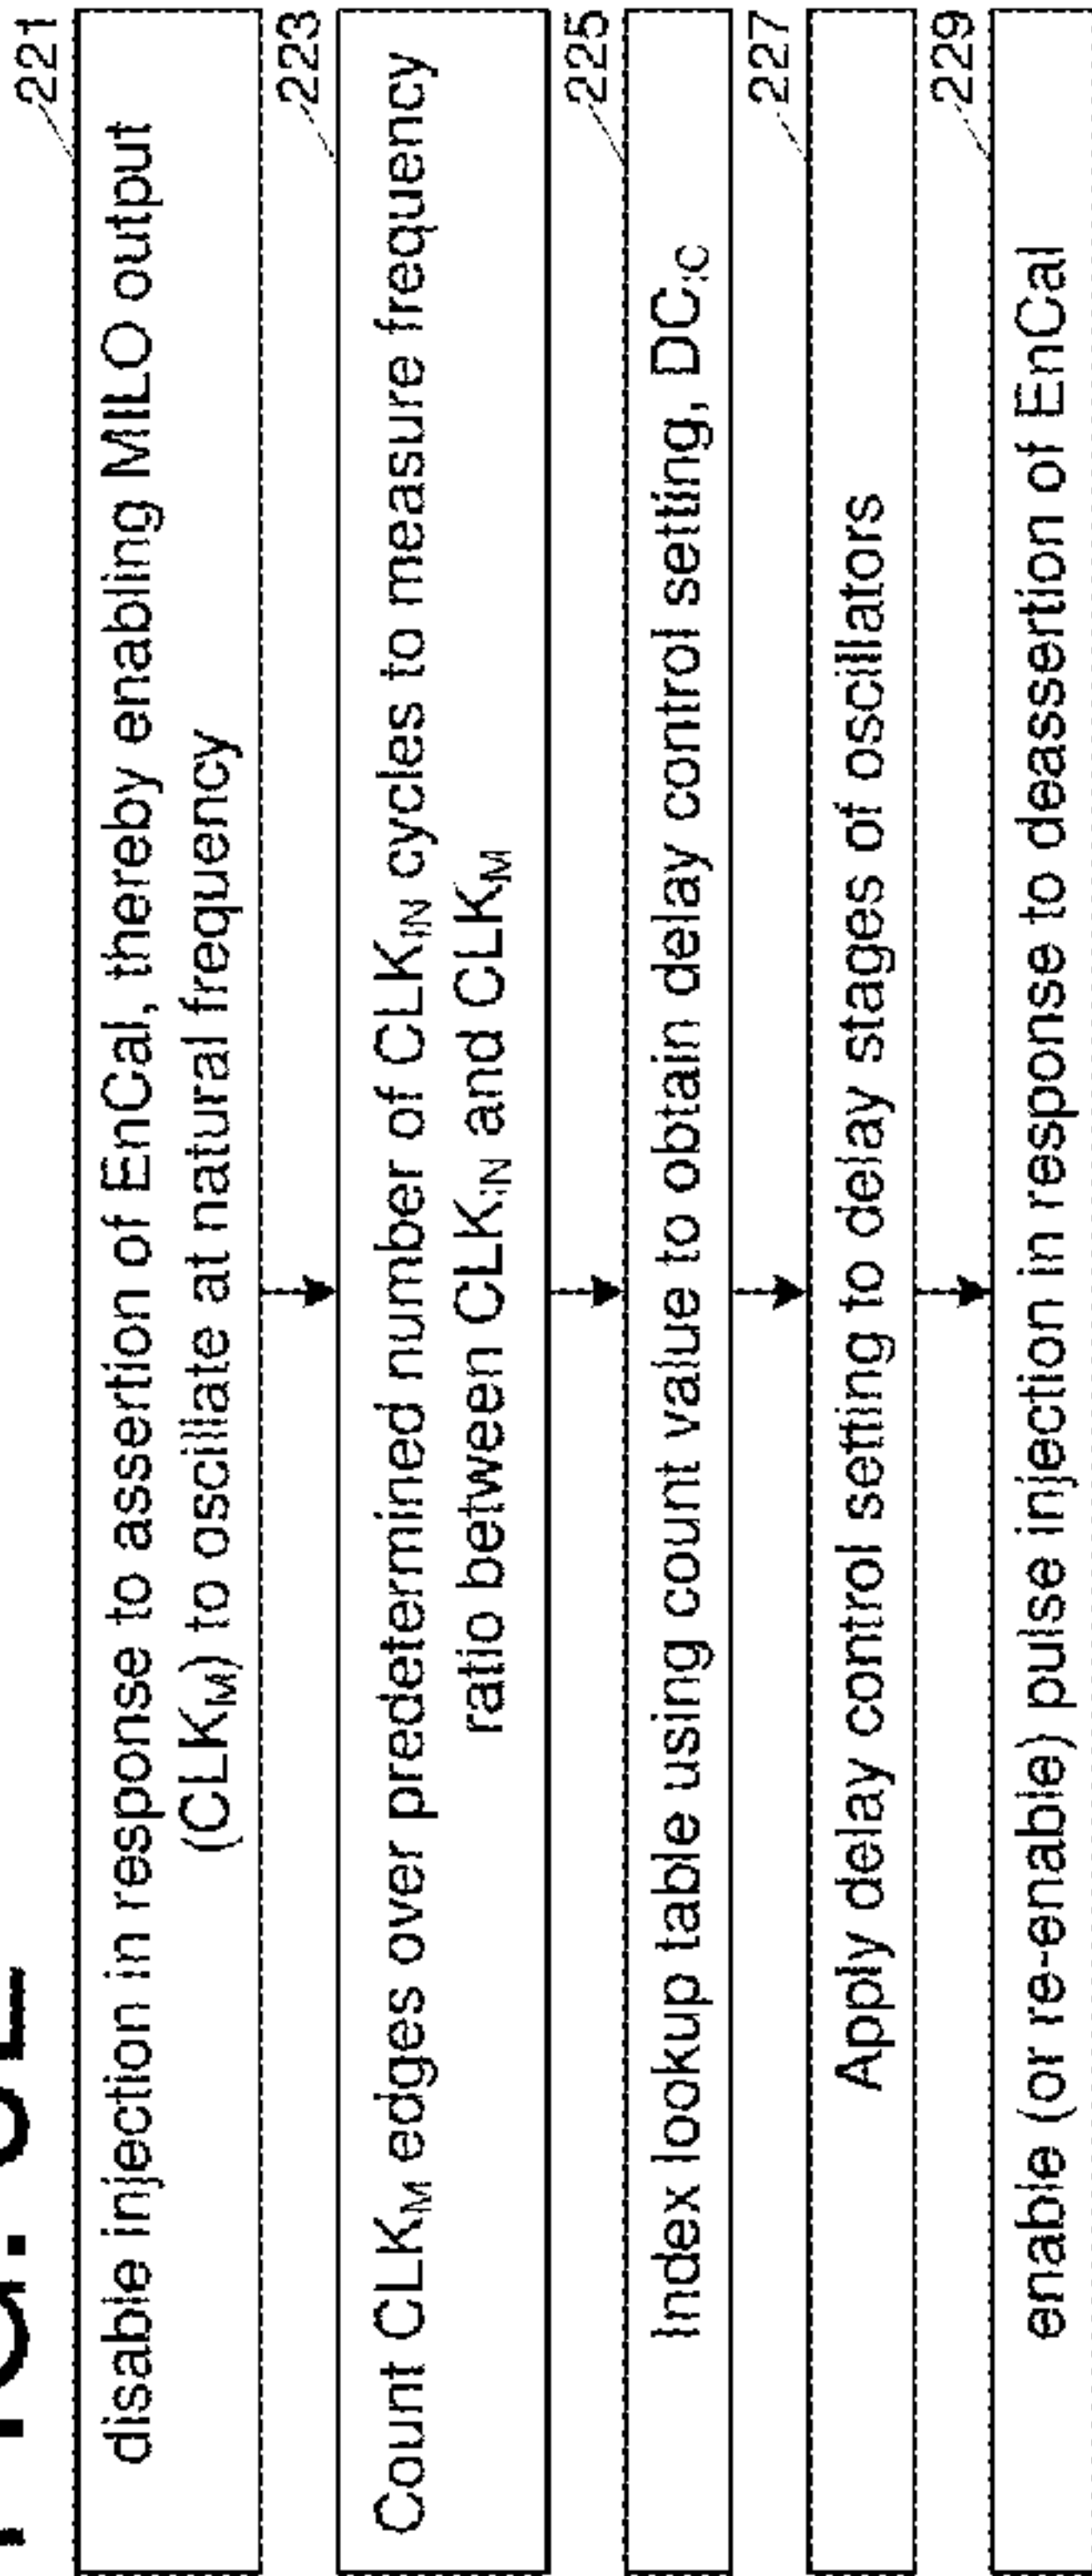 221
disable injection in response to assertion of EnCal, thereby enabling MILO output
(CLKM) to oscillate at natural frequency
223
Count CLKM edges over predetermined number of CLKIN cycles to measure frequency
ratio between CLKIN and CLKM
225
Index lookup table using count value to obtain delay control setting, DCIC
227
Apply delay control setting to delay stages of oscillators
229
enable (or re-enable) pulse injection in response to deassertion of EnCal